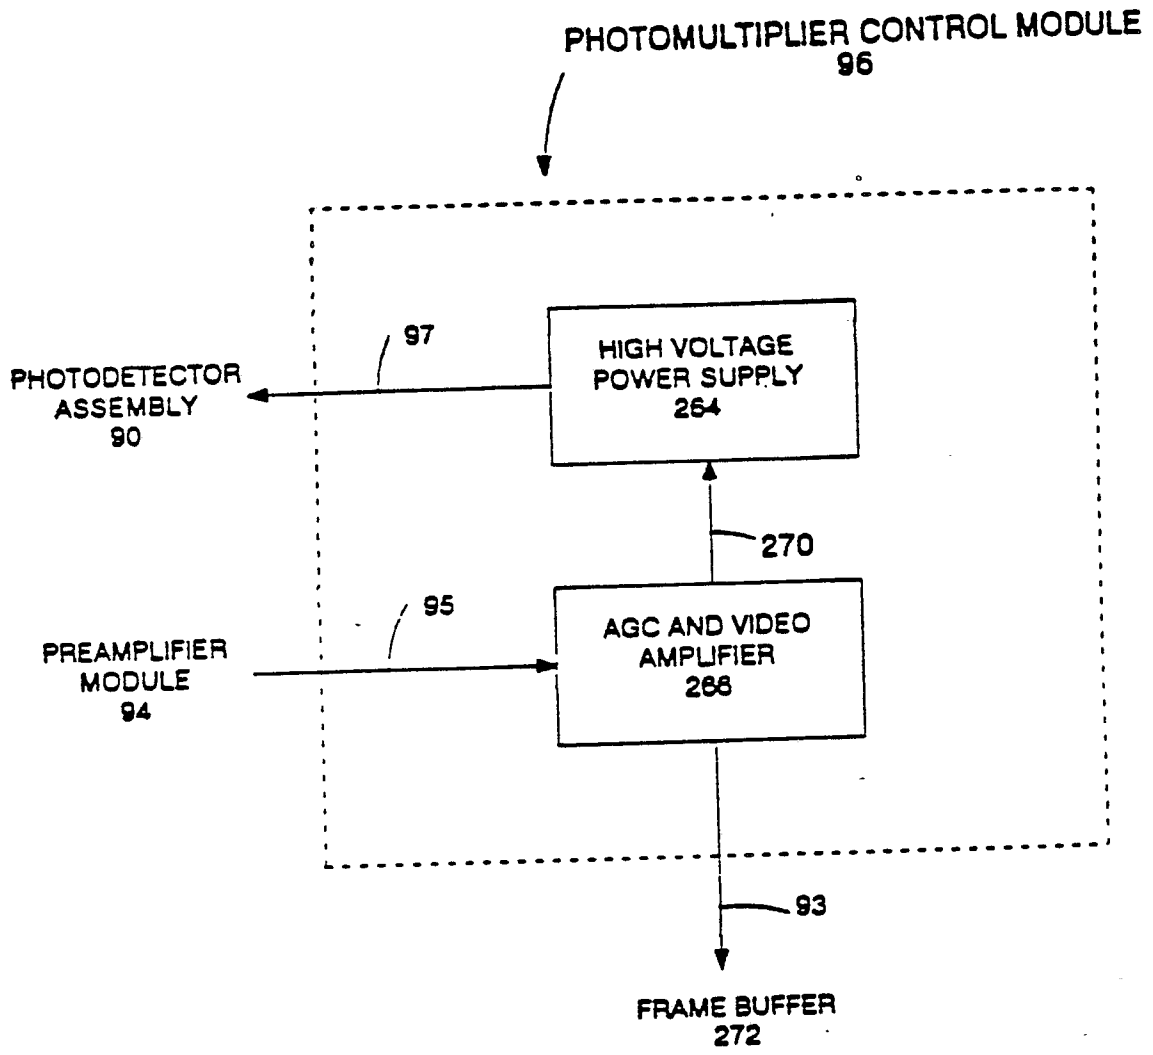 PHOTOMULTIPLIER CONTROL MODULE
96
97
HIGH VOLTAGE
POWER SUPPLY
264
PHOTODETECTOR
ASSEMBLY
90
270
95
AGC AND VIDEO
AMPLIFIER
266
PREAMPLIFIER
MODULE
94
93
FRAME BUFFER
272